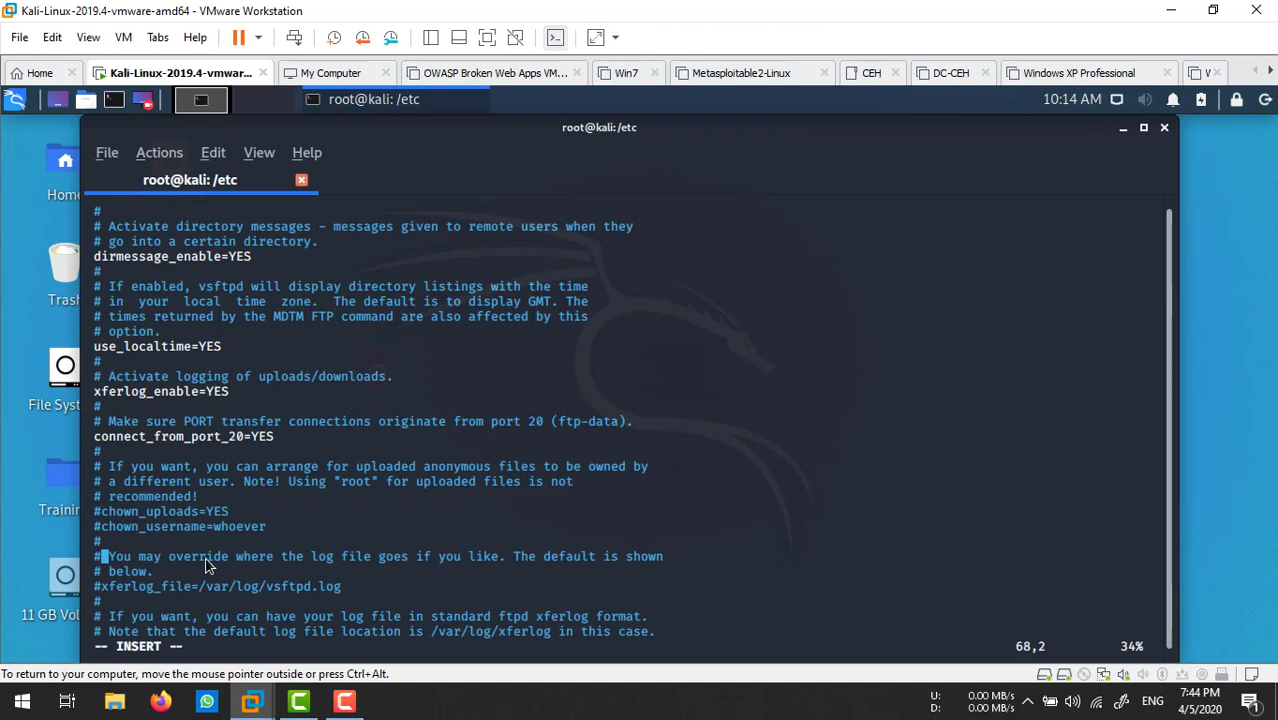 Kali-Linux-2019.4-vmware-amd64 - VMware Workstation
File Edit View VM Tabs Help
Home Kali-Linux-2019.4-vmwar... My Computer OWASP Broken Web Apps VM... Win7 Metasploitable2-Linux CEH DC-CEH Windows XP Professional W
root@kali: /etc 10:14 AM
root@kali:/etc
File Actions Edit View Help
root@kali: /etc
Home
Trash
File Sys
Training
11 GB Vol
#
# Activate directory messages - messages given to remote users when they
# go into a certain directory.
dirmessage_enable=YES
#
# If enabled, vsftpd will display directory listings with the time
# in your local time zone. The default is to display GMT. The
# times returned by the MDTM FTP command are also affected by this
# option.
use_localtime=YES
#
# Activate logging of uploads/downloads.
xferlog_enable=YES
#
# Make sure PORT transfer connections originate from port 20 (ftp-data).
connect_from_port_20=YES
#
# If you want, you can arrange for uploaded anonymous files to be owned by
# a different user. Note! Using "root" for uploaded files is not
# recommended!
#chown_uploads=YES
#chown_username=whoever
#
# You may override where the log file goes if you like. The default is shown
# below.
#xferlog_file=/var/log/vsftpd.log
#
# If you want, you can have your log file in standard ftpd xferlog format.
# Note that the default log file location is /var/log/xferlog in this case.
-- INSERT -- 68,2 34%
To return to your computer, move the mouse pointer outside or press Ctrl+Alt.
U: 0.00 MB/s
D: 0.00 MB/s
ENG
7:44 PM
4/5/2020
1